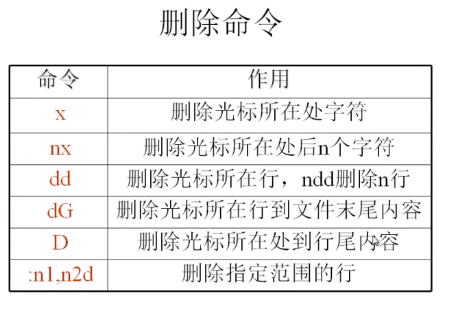 删除命令
命令 作用
x 删除光标所在处字符
nx 删除光标所在处后n个字符
dd 删除光标所在行，ndd删除n行
dG 删除光标所在行到文件末尾内容
D 删除光标所在处到行尾内容
:n1,n2d 删除指定范围的行